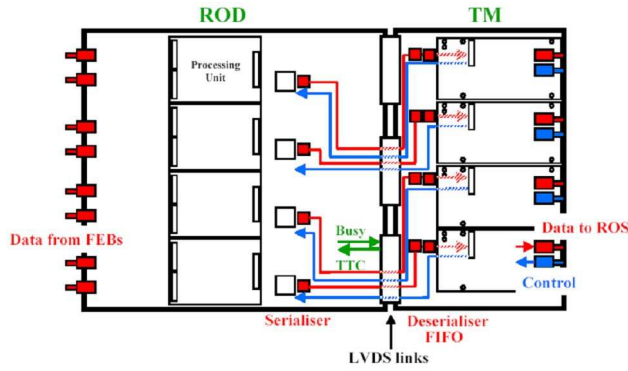 ROD
TM
Processing
Unit
Busy
TTC
Data from FEBs
Data to ROS
Control
Serialiser
Deserialiser
FIFO
LVDS links